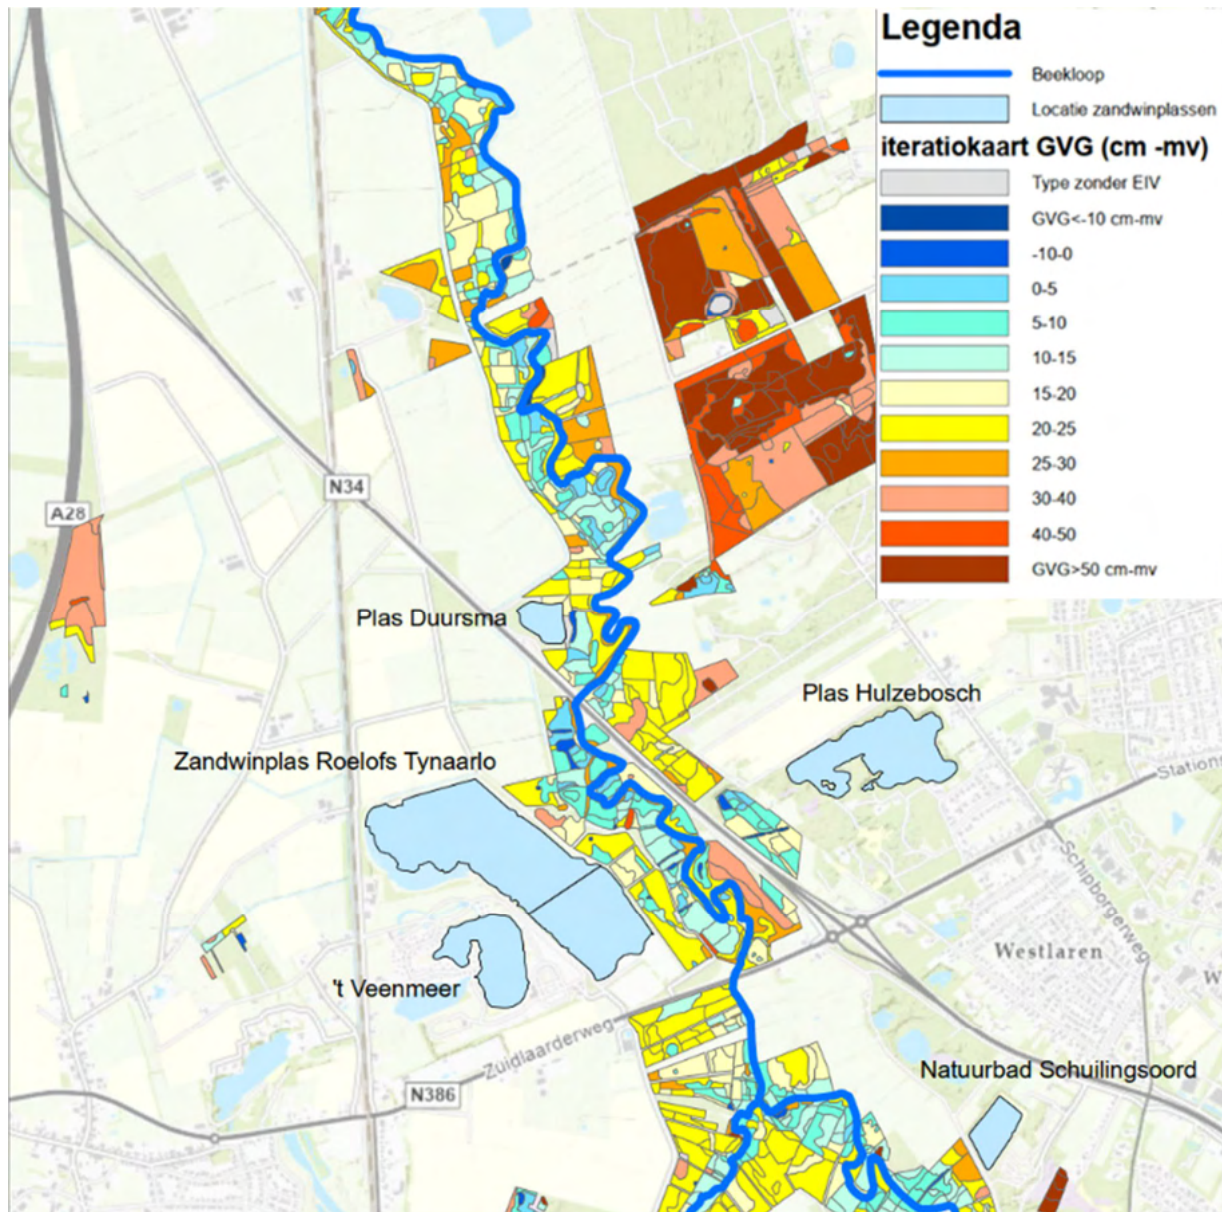 Legenda
Beekloop
Locatie zandwinplassen
iteratiokaart GVG (cm -mv)
Type zonder EIV
GVG<-10 cm-mv
-10-0
0-5
5-10
10-15
15-20
20-25
25-30
30-40
40-50
GVG>50 cm-mv
N34
A28
Plas Duursma
Plas Hulzebosch
Zandwinplas Roelofs Tynaarlo
Stations
Schipborgerweg
Westlaren
W
't Veenmeer
Zuidlaarderweg
Natuurbad Schuilingsoord
N386